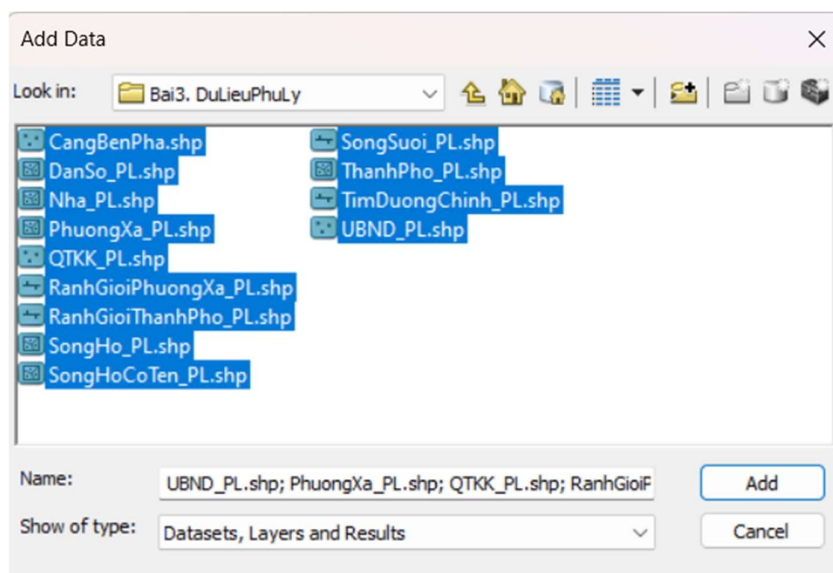 Add Data
Look in:
Bai3. DuLieuPhuLy
CangBenPha.shp
DanSo_PL.shp
Nha_PL.shp
PhuongXa_PL.shp
QTKK_PL.shp
RanhGioiPhuongXa_PL.shp
RanhGioiThanhPho_PL.shp
SongHo_PL.shp
SongHoCoTen_PL.shp
SongSuoi_PL.shp
ThanhPho_PL.shp
TimDuongChinh_PL.shp
UBND_PL.shp
Name:
UBND_PL.shp; PhuongXa_PL.shp; QTKK_PL.shp; RanhGioiF
Add
Show of type:
Datasets, Layers and Results
Cancel